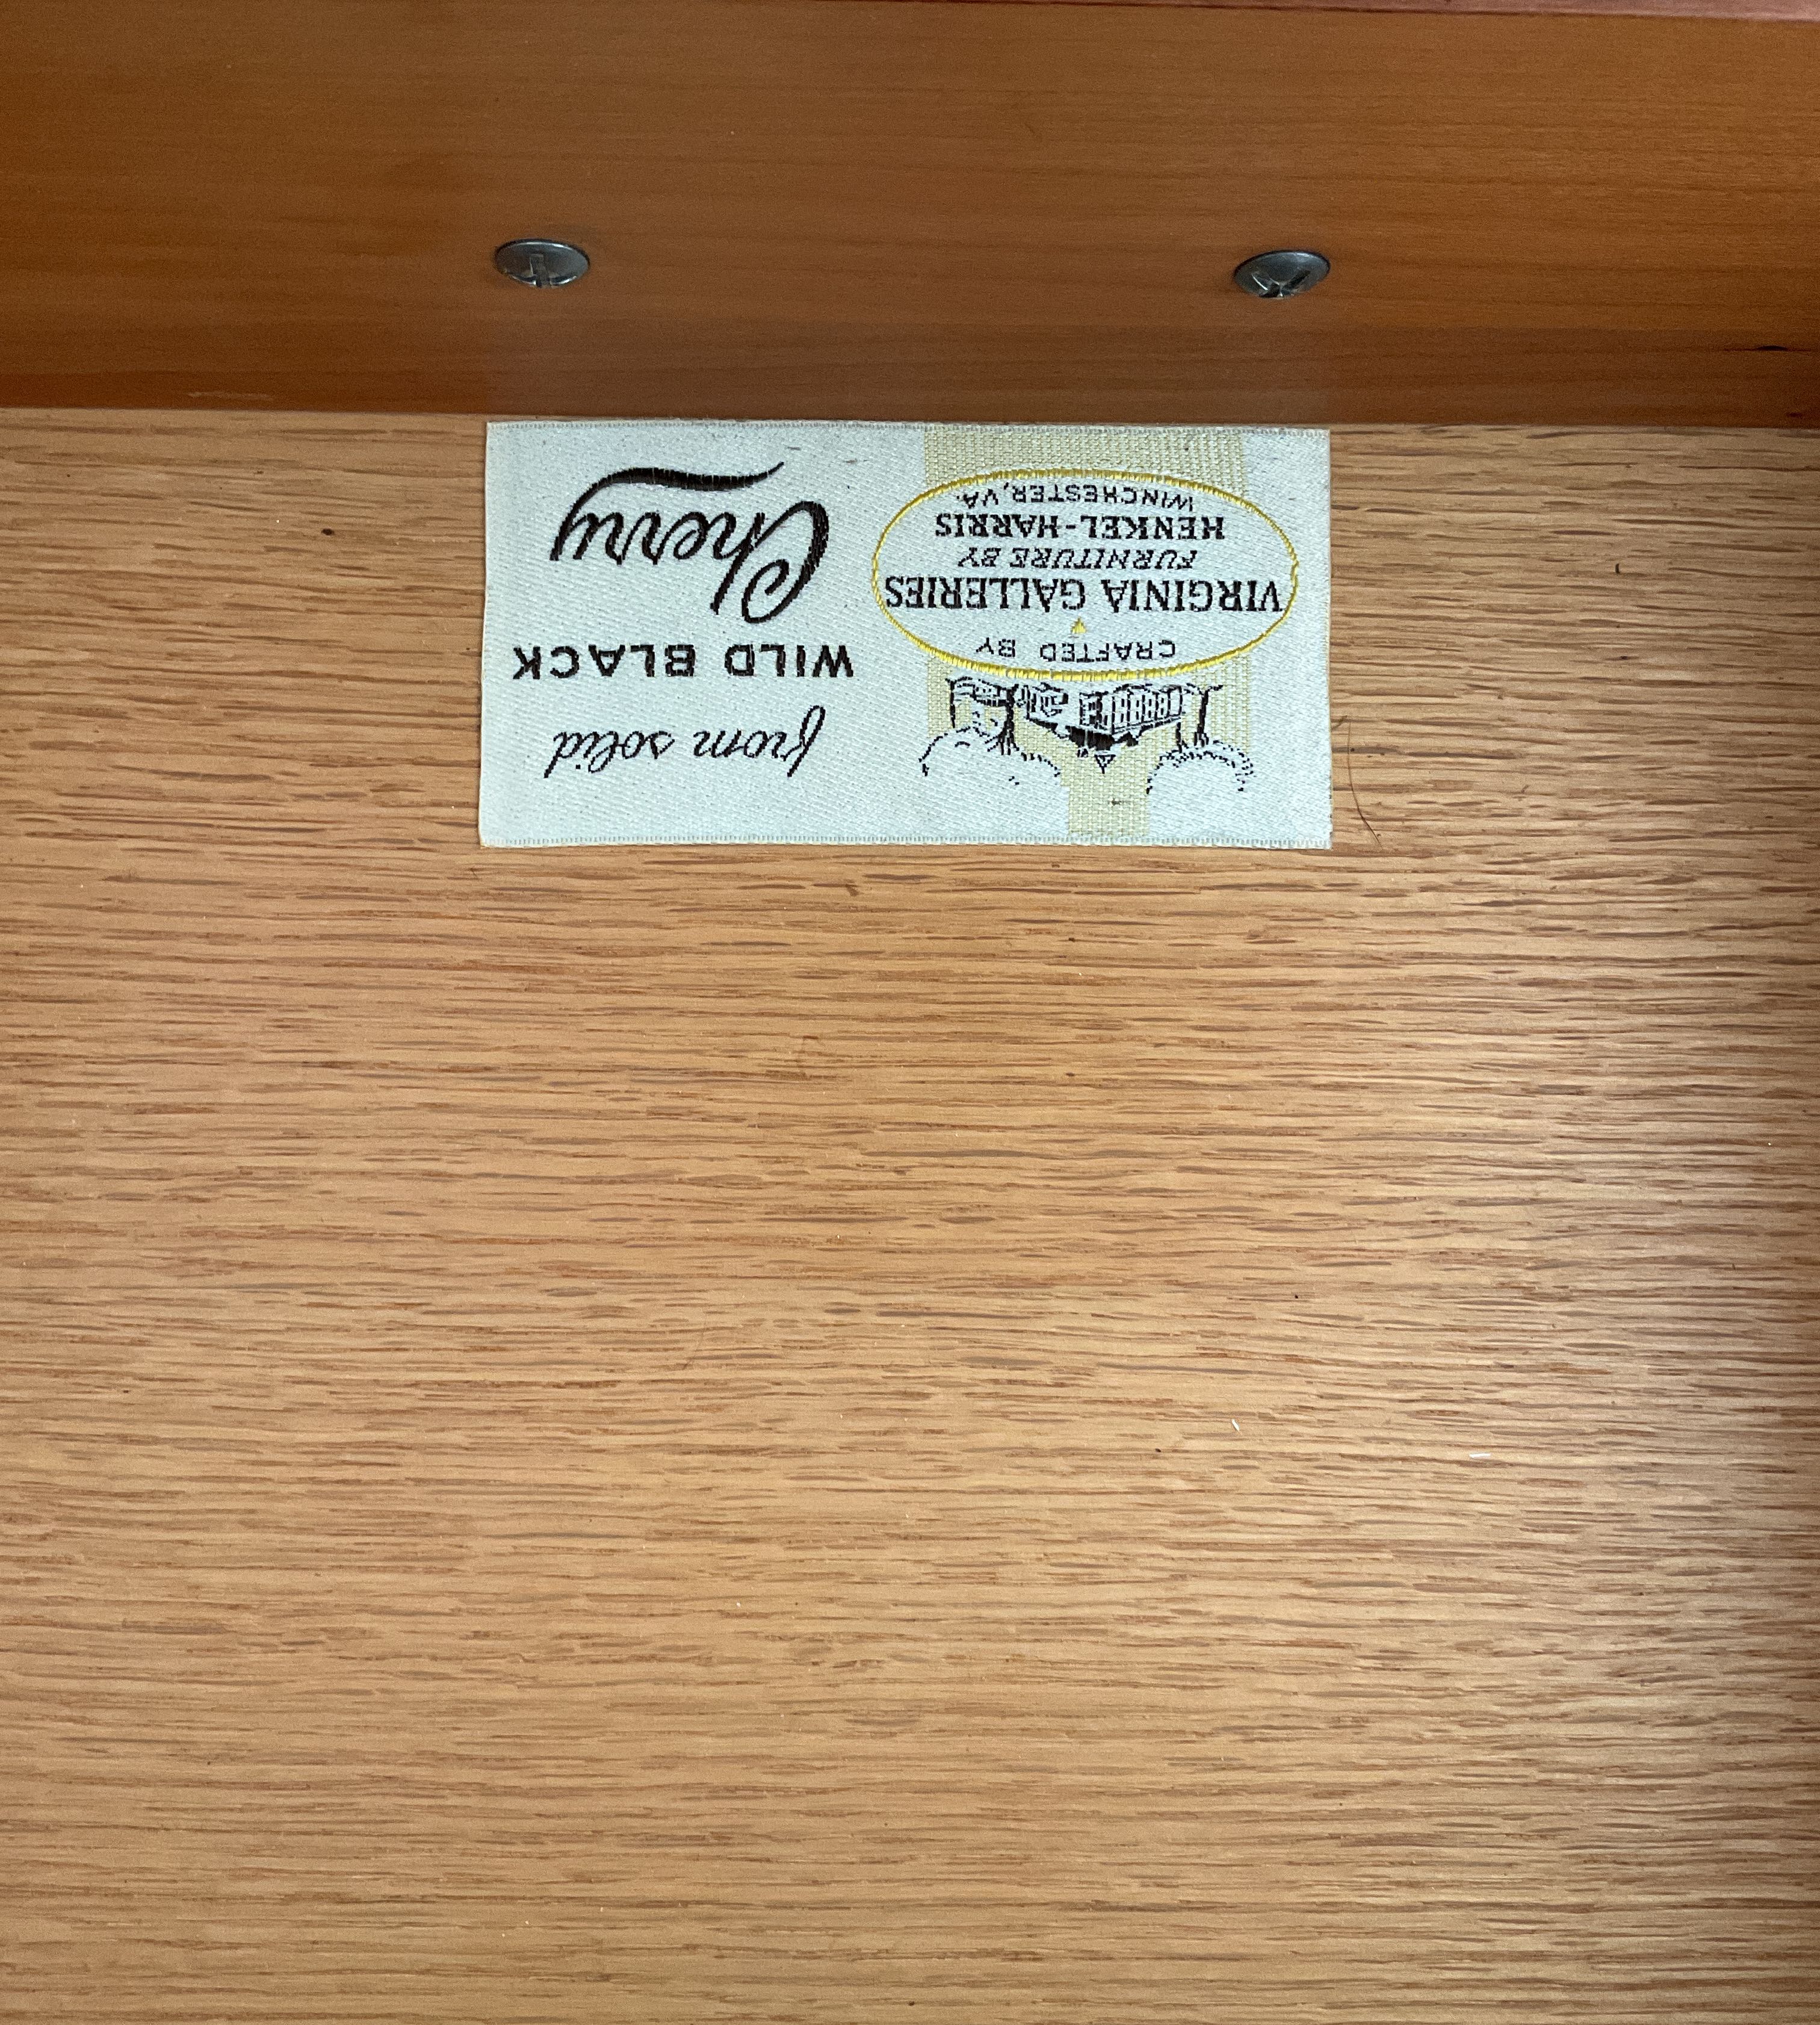 CRAFTED BY
VIRGINIA GALLERIES
FURNITURE BY
HENKEL-HARRIS
WINCHESTER, VA.
from solid
WILD BLACK
Cherry